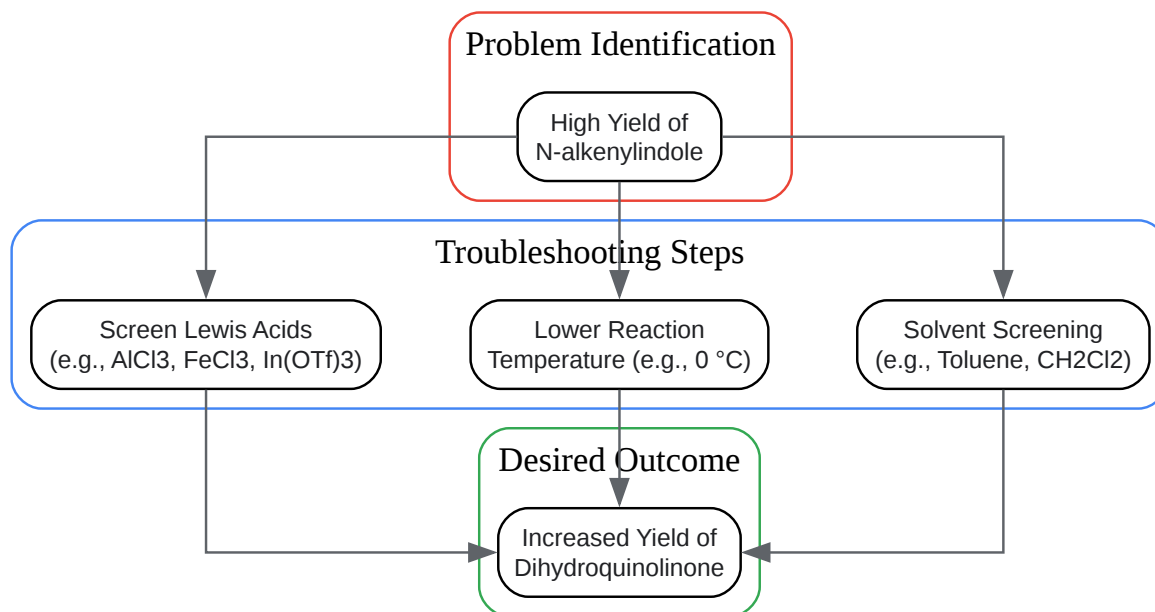 Problem Identification
High Yield of
N-alkenylindole
Troubleshooting Steps
Screen Lewis Acids
(e.g., AlCl3, FeCl3, In(OTf)3)
Lower Reaction
Temperature (e.g., 0 °C)
Solvent Screening
(e.g., Toluene, CH2Cl2)
Desired Outcome
Increased Yield of
Dihydroquinolinone